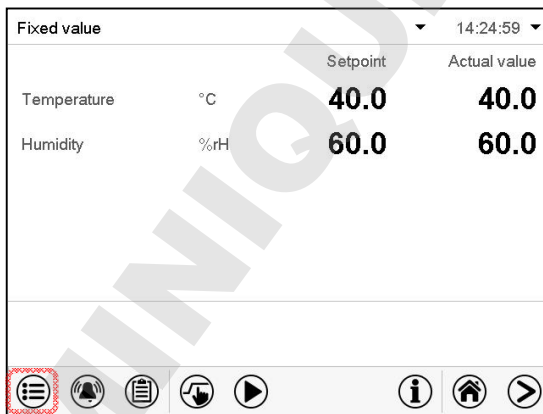 Fixed value 14:24:59
Setpoint Actual value
Temperature °C 40.0 40.0
Humidity %rH 60.0 60.0